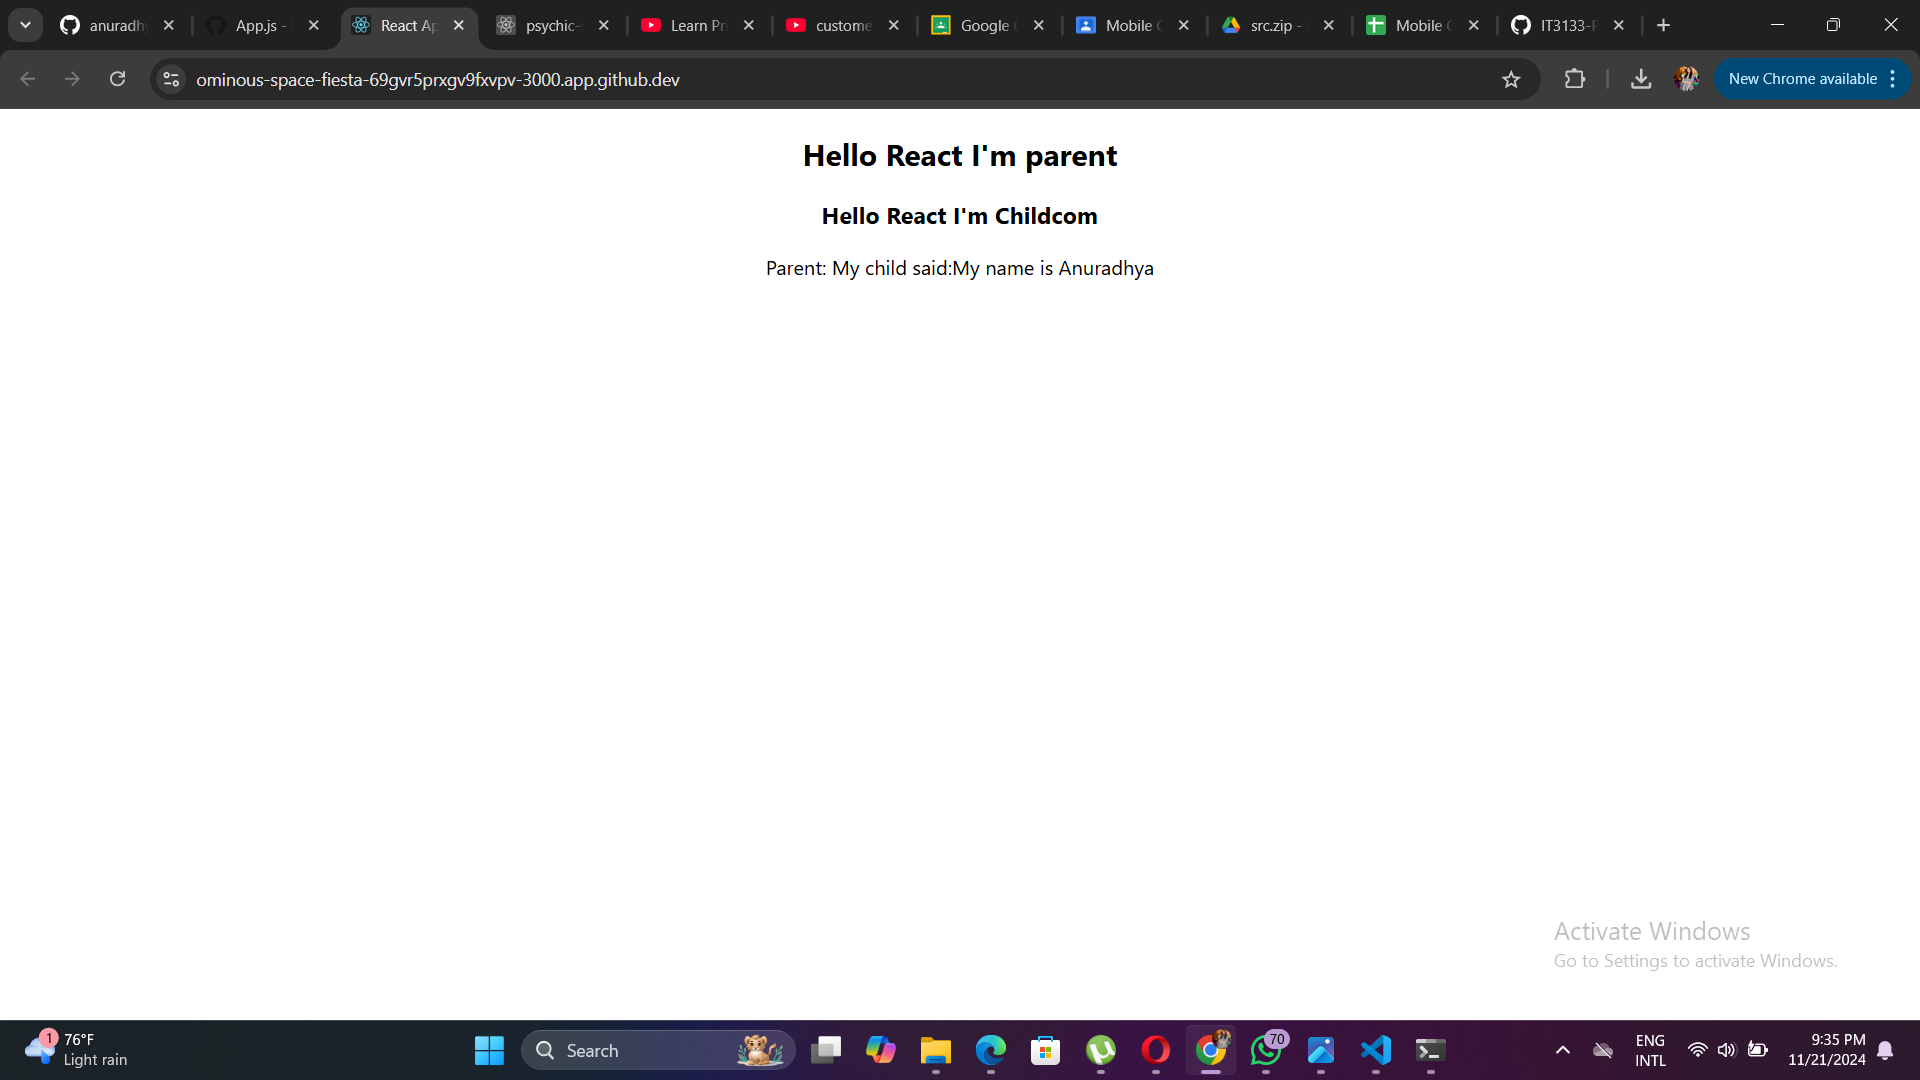 anuradhy
App.js -
React Ap
psychic-
Learn Pr
custome
Google
Mobile
src.zip -
Mobile
IT3133-
ominous-space-fiesta-69gvr5prxgv9fxvpv-3000.app.github.dev
New Chrome available
Hello React I'm parent
Hello React I'm Childcom
Parent: My child said:My name is Anuradhya
Activate Windows
Go to Settings to activate Windows.
1
76°F
Light rain
Search
70
ENG
INTL
9:35 PM
11/21/2024